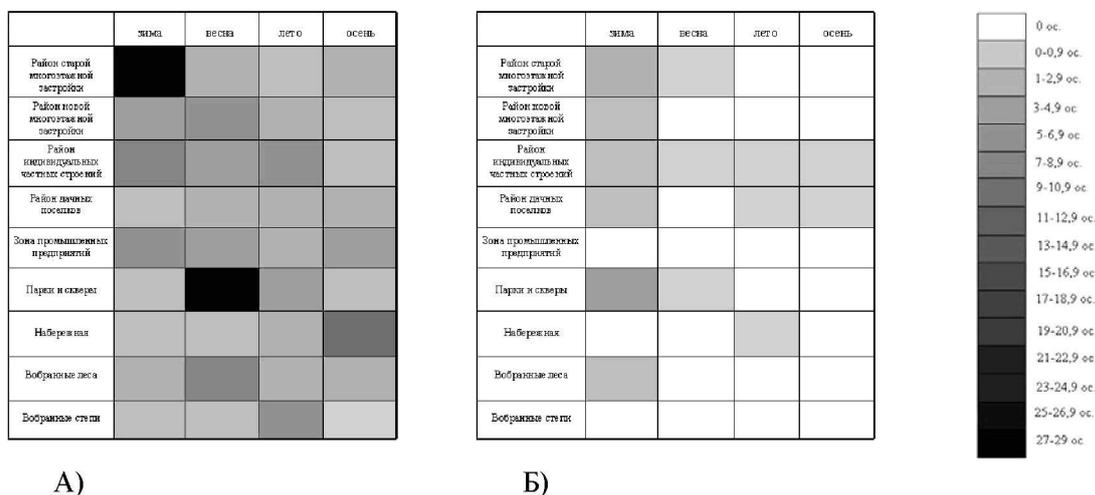 зима весна лето осень
Район старой
многоэтажной
застройки
Район новой
многоэтажной
застройки
Район
индивидуальных
частных строений
Район дачных
поселков
Зона промышленных
предприятий
Парки и скверы
Набережная
Вобранные леса
Вобранные степи
А)
зима весна лето осень
Район старой
многоэтажной
застройки
Район новой
многоэтажной
застройки
Район
индивидуальных
частных строений
Район дачных
поселков
Зона промышленных
предприятий
Парки и скверы
Набережная
Вобранные леса
Вобранные степи
Б)
0 ос.
0-0,9 ос.
1-2,9 ос.
3-4,9 ос.
5-6,9 ос.
7-8,9 ос.
9-10,9 ос
11-12,9 ос
13-14,9 ос
15-16,9 ос
17-18,9 ос
19-20,9 ос
21-22,9 ос
23-24,9 ос
25-26,9 ос
27-29 ос